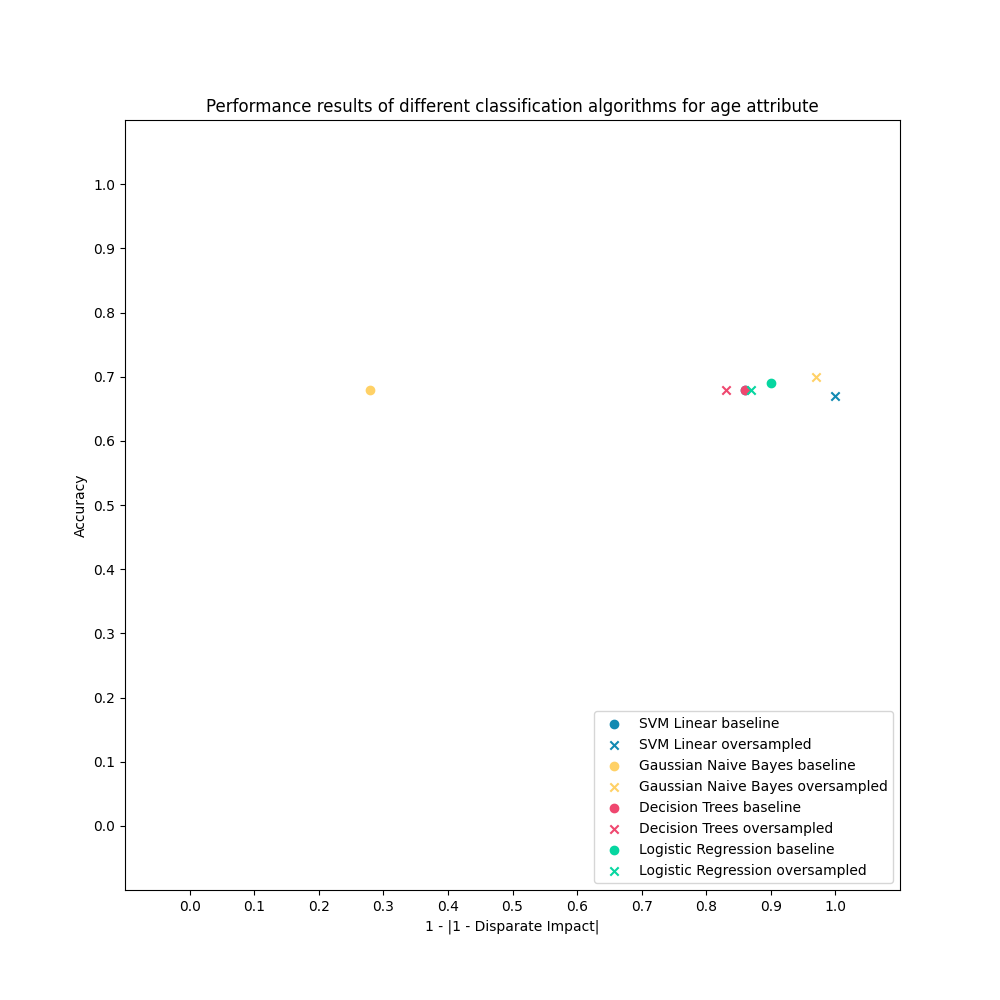 Performance results of different classification algorithms for age attribute
Accuracy
1.0
0.9
0.8
0.7
0.6
0.5
0.4
0.3
0.2
0.1
0.0
SVM Linear baseline
SVM Linear oversampled
Gaussian Naive Bayes baseline
Gaussian Naive Bayes oversampled
Decision Trees baseline
Decision Trees oversampled
Logistic Regression baseline
Logistic Regression oversampled
0.0 0.1 0.2 0.3 0.4 0.5 0.6 0.7 0.8 0.9 1.0
1 - |1 - Disparate Impact|